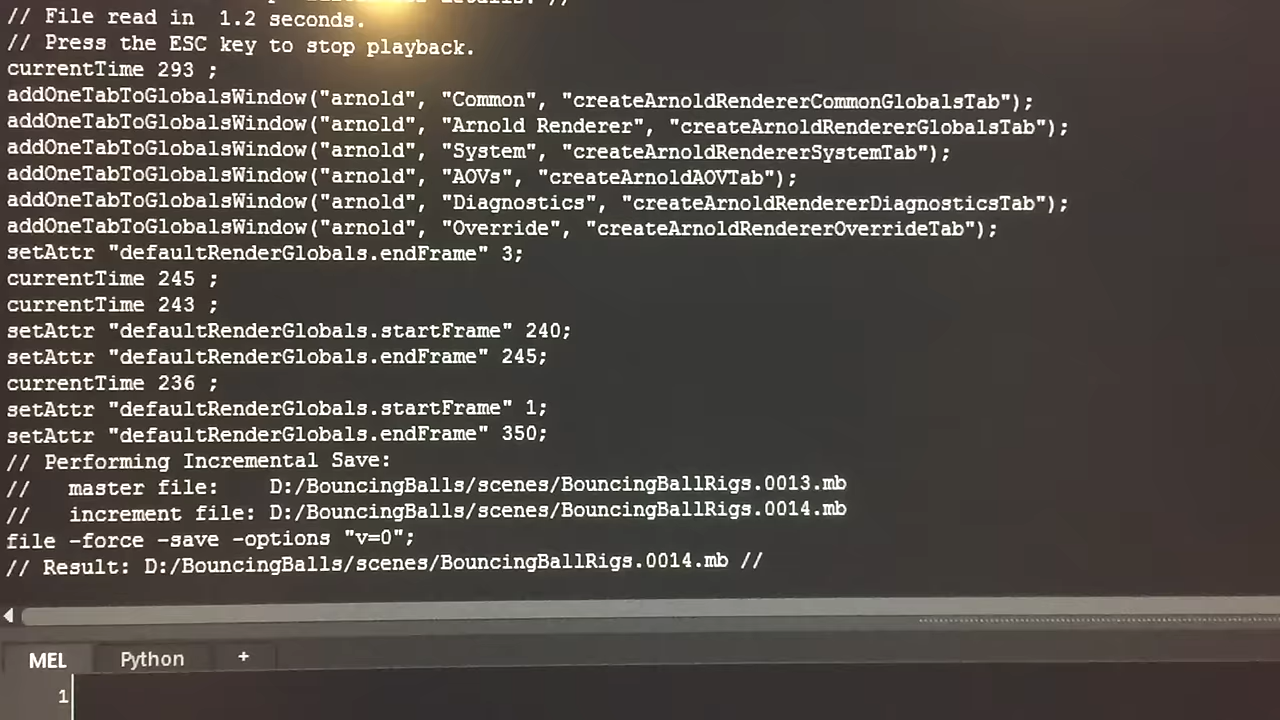 // File read in  1.2 seconds.
// Press the ESC key to stop playback.
currentTime 293 ;
addOneTabToGlobalsWindow("arnold", "Common", "createArnoldRendererCommonGlobalsTab");
addOneTabToGlobalsWindow("arnold", "Arnold Renderer", "createArnoldRendererGlobalsTab");
addOneTabToGlobalsWindow("arnold", "System", "createArnoldRendererSystemTab");
addOneTabToGlobalsWindow("arnold", "AOVs", "createArnoldAOVTab");
addOneTabToGlobalsWindow("arnold", "Diagnostics", "createArnoldRendererDiagnosticsTab");
addOneTabToGlobalsWindow("arnold", "Override", "createArnoldRendererOverrideTab");
setAttr "defaultRenderGlobals.endFrame" 3;
currentTime 245 ;
currentTime 243 ;
setAttr "defaultRenderGlobals.startFrame" 240;
setAttr "defaultRenderGlobals.endFrame" 245;
currentTime 236 ;
setAttr "defaultRenderGlobals.startFrame" 1;
setAttr "defaultRenderGlobals.endFrame" 350;
// Performing Incremental Save:
//   master file:    D:/BouncingBalls/scenes/BouncingBallRigs.0013.mb
//   increment file: D:/BouncingBalls/scenes/BouncingBallRigs.0014.mb
file -force -save -options "v=0";
// Result: D:/BouncingBalls/scenes/BouncingBallRigs.0014.mb //
MEL Python +
1